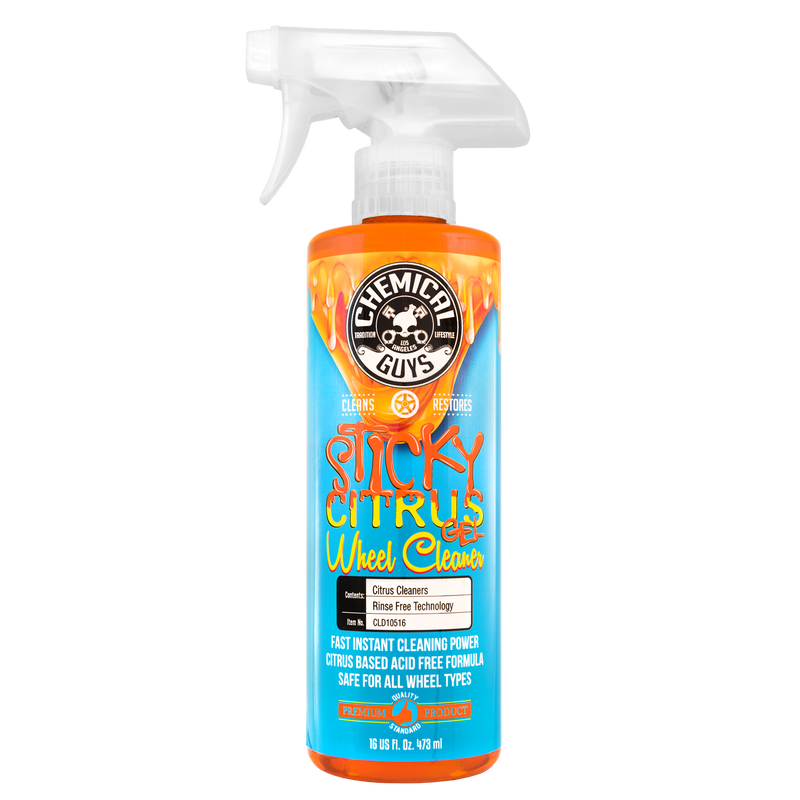 CHEMICAL
TRADITION
LIFESTYLE
LOS
ANGELES
GUYS
CLEANS
RESTORES
STICKY
CITRUS
GEL
Wheel Cleaner
Contents: Citrus Cleaners
Rinse Free Technology
Item No. CLD10516
FAST INSTANT CLEANING POWER
CITRUS BASED ACID FREE FORMULA
SAFE FOR ALL WHEEL TYPES
QUALITY
PREMIUM PRODUCT
STANDARD
16 US Fl. Oz. 473 ml